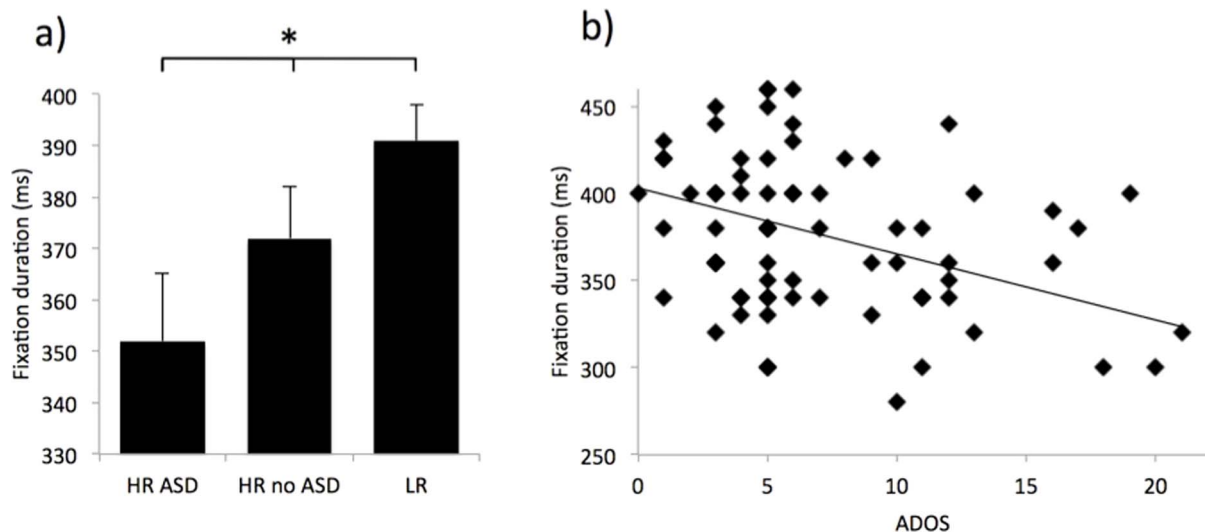 a)
*
Fixation duration (ms)
400
390
380
370
360
350
340
330
HR ASD HR no ASD LR
b)
Fixation duration (ms)
450
400
350
300
250
0 5 10 15 20
ADOS